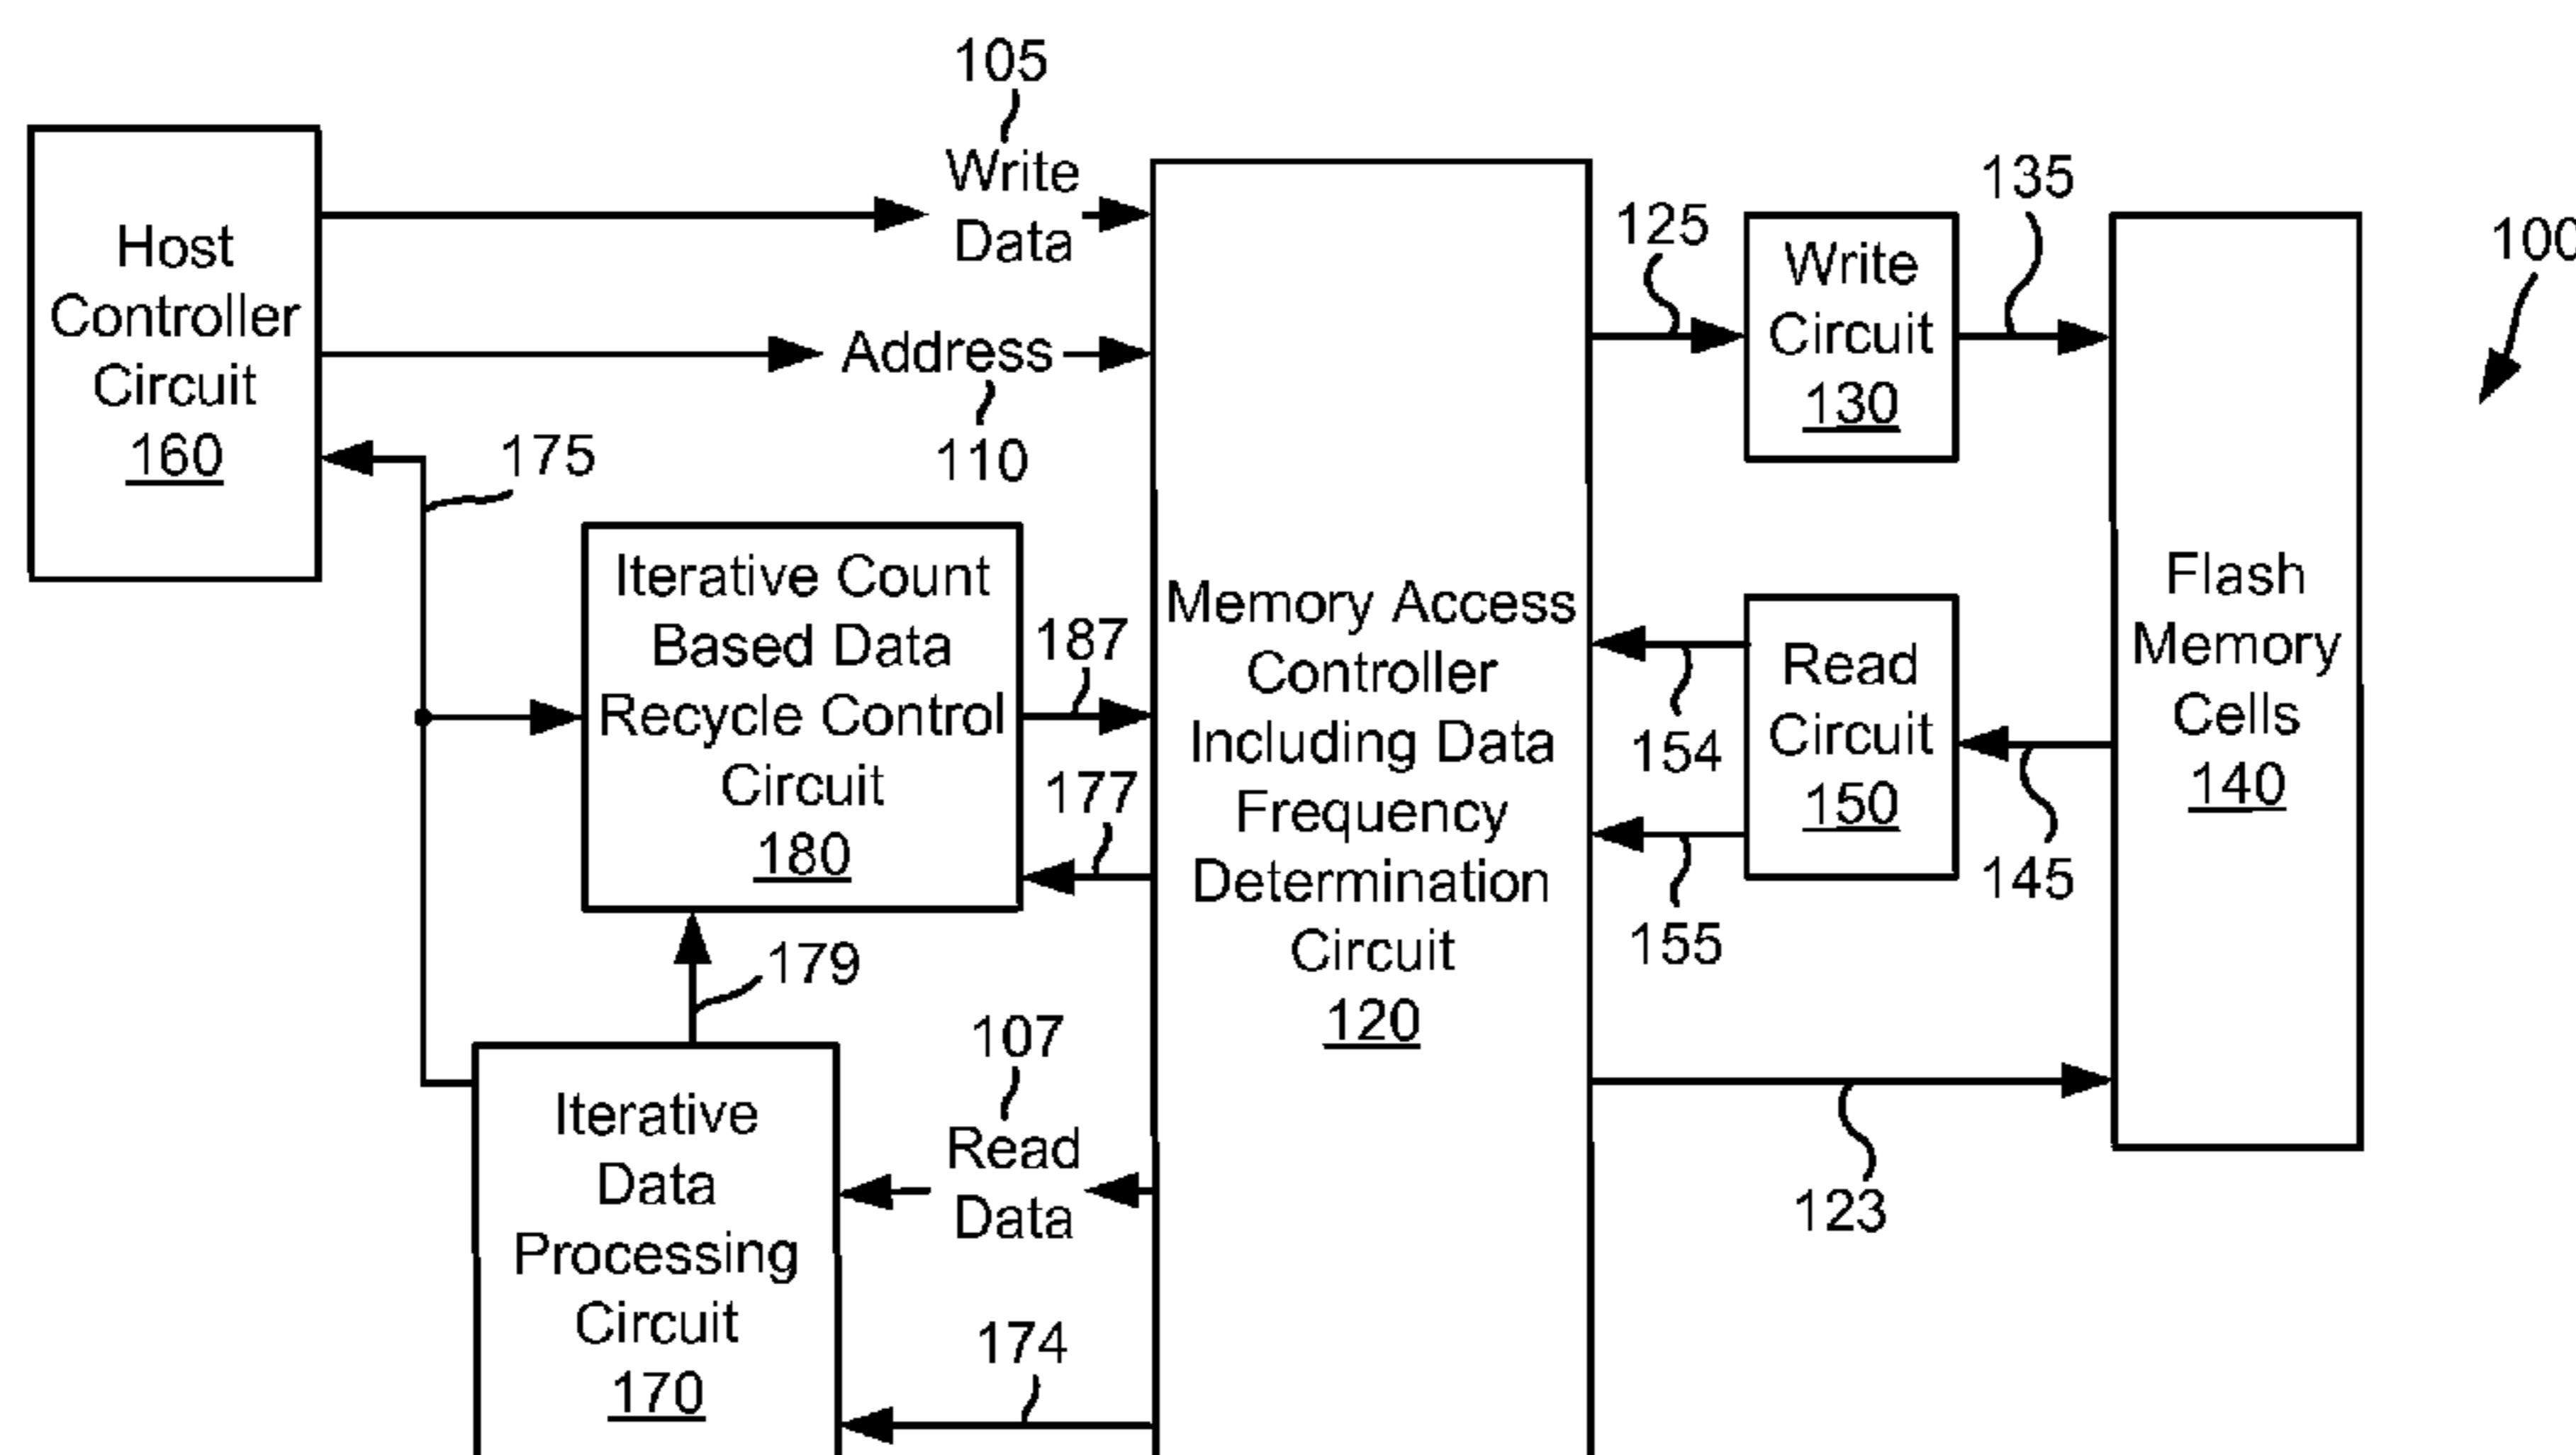 105
Write
Data
Host
Controller
Circuit
160
Address
110
175
125
Write
Circuit
130
135
100
Flash
Memory
Cells
140
Iterative Count
Based Data
Recycle Control
Circuit
180
187
177
Memory Access
Controller
Including Data
Frequency
Determination
Circuit
120
154
155
Read
Circuit
150
145
179
107
Read
Data
123
Iterative
Data
Processing
Circuit
170
174